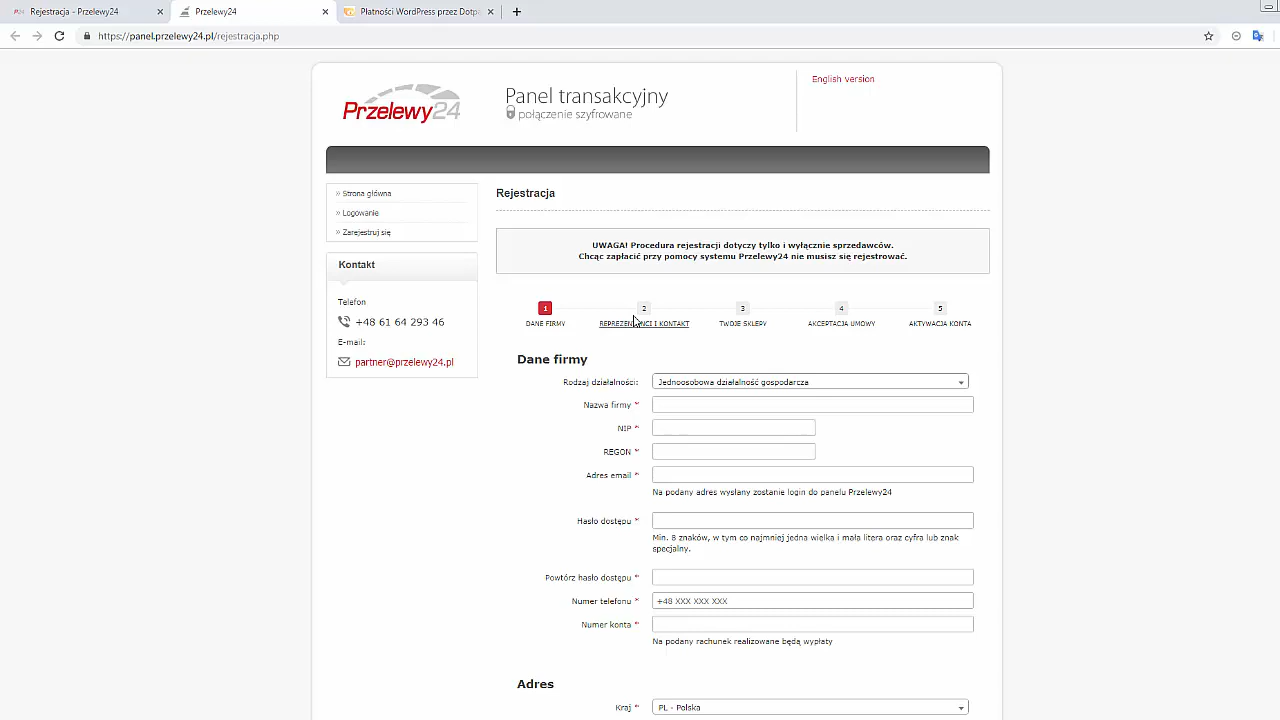 Rejestracja - Przelewy24
Przelewy24
Płatności WordPress przez Dotp
https://panel.przelewy24.pl/rejestracja.php
Przelewy24
Panel transakcyjny
połączenie szyfrowane
English version
» Strona główna
» Logowanie
» Zarejestruj się
Kontakt
Telefon
+48 61 64 293 46
E-mail:
partner@przelewy24.pl
Rejestracja
UWAGA! Procedura rejestracji dotyczy tylko i wyłącznie sprzedawców.
Chcąc zapłacić przy pomocy systemu Przelewy24 nie musisz się rejestrować.
1 2 3 4 5
DANE FIRMY REPREZENTANCI I KONTAKT TWOJE SKLEPY AKCEPTACJA UMOWY AKTYWACJA KONTA
Dane firmy
Rodzaj działalności: Jednoosobowa działalność gospodarcza
Nazwa firmy *
NIP *
REGON *
Adres email *
Na podany adres wysłany zostanie login do panelu Przelewy24
Hasło dostępu *
Min. 8 znaków, w tym co najmniej jedna wielka i mała litera oraz cyfra lub znak
specjalny.
Powtórz hasło dostępu *
Numer telefonu * +48 XXX XXX XXX
Numer konta *
Na podany rachunek realizowane będą wypłaty
Adres
Kraj * PL - Polska